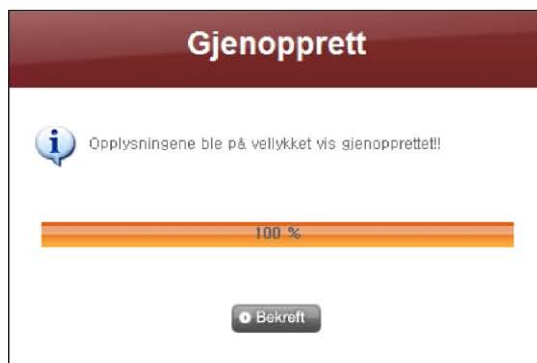 Gjenopprett
Opplysningene ble på vellykket vis gjenopprettet!!
100 %
Bekreft